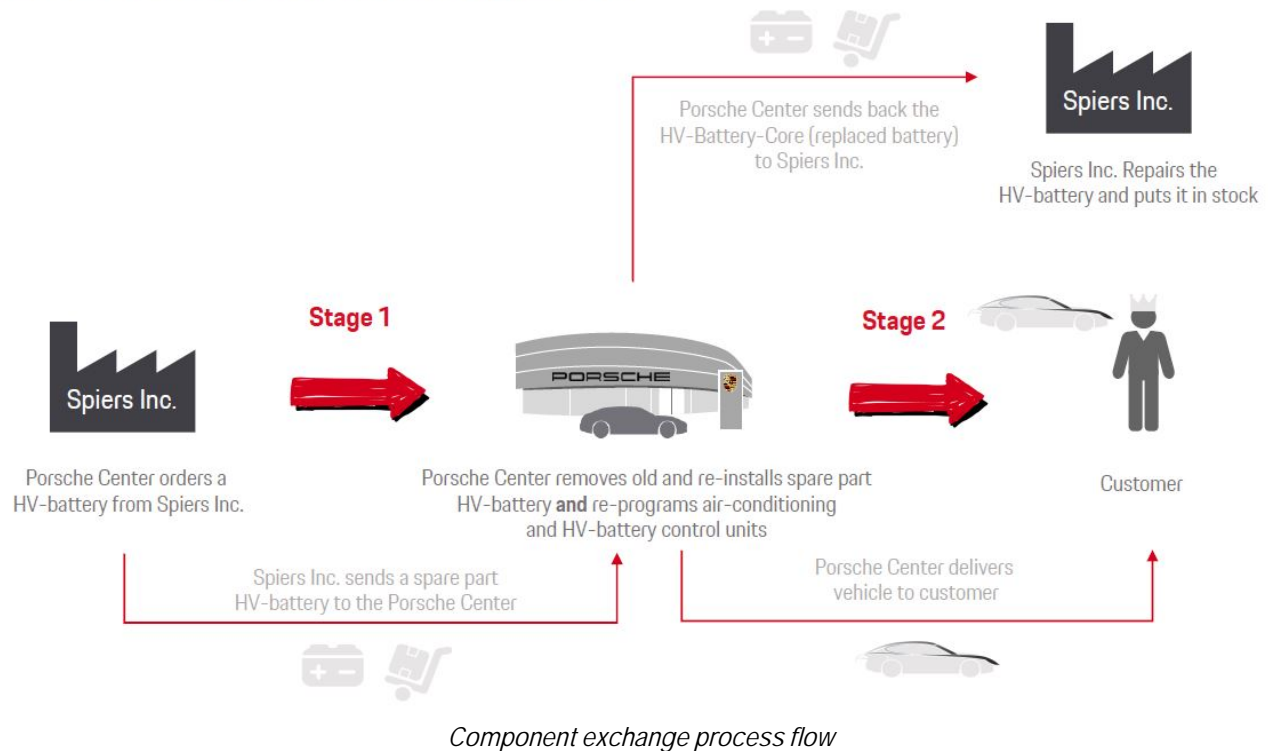 Porsche Center sends back the
HV-Battery-Core (replaced battery)
to Spiers Inc.
Spiers Inc.
Spiers Inc. Repairs the
HV-battery and puts it in stock
Stage 1
Stage 2
Spiers Inc.
PORSCHE
Porsche Center orders a
HV-battery from Spiers Inc.
Porsche Center removes old and re-installs spare part
HV-battery and re-programs air-conditioning
and HV-battery control units
Customer
Spiers Inc. sends a spare part
HV-battery to the Porsche Center
Porsche Center delivers
vehicle to customer
Component exchange process flow